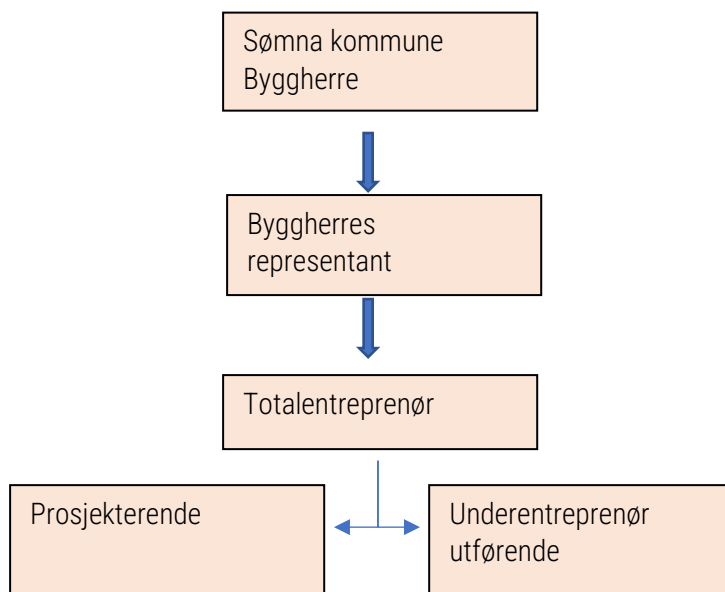 Sømna kommune
Byggherre
Byggherres
representant
Totalentreprenør
Prosjekterende
Underentreprenør
utførende